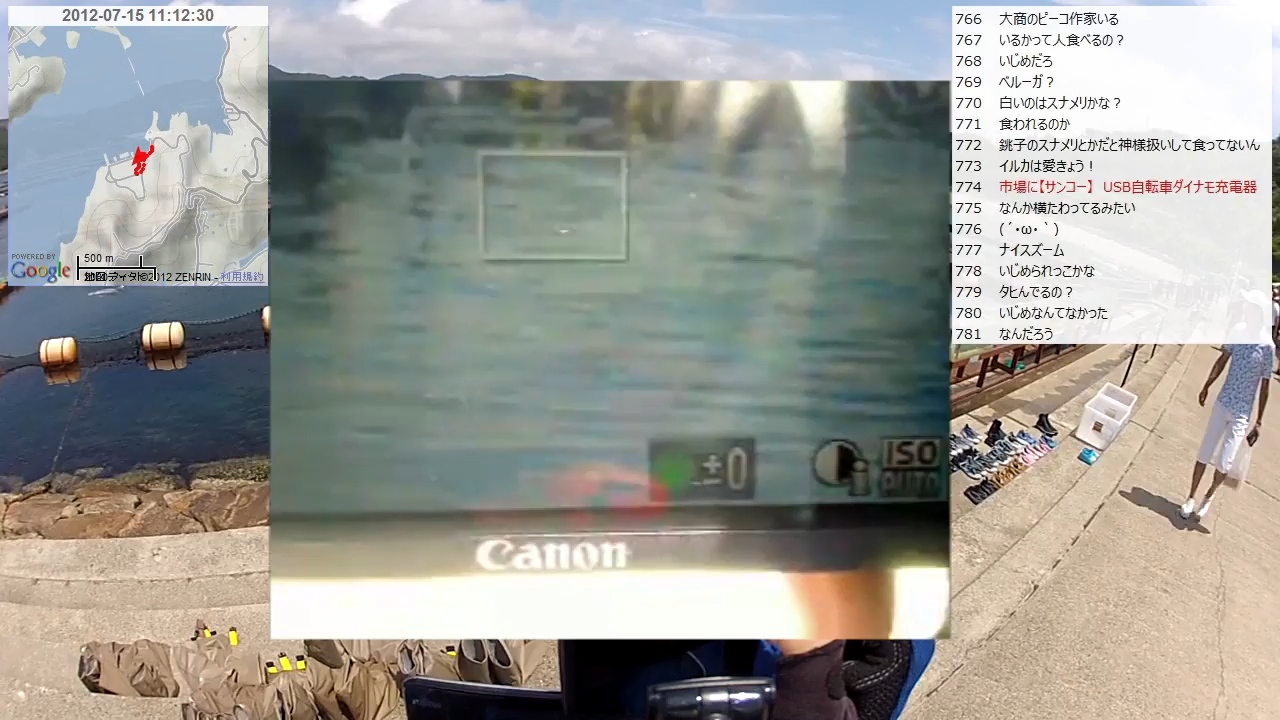 2012-07-15 11:12:30
POWERED BY
Google
500 m
地図データ ©2012 ZENRIN - 利用規約
766 大商のピーコ作家いる
767 いるかって人食べるの？
768 いじめだろ
769 ベルーガ？
770 白いのはスナメリかな？
771 食われるのか
772 銚子のスナメリとかだと神様扱いして食ってないん
773 イルカは愛きょう！
774 市場に【サンコー】 USB自転車ダイナモ充電器
775 なんか横たわってるみたい
776 (´･ω･｀)
777 ナイスズーム
778 いじめられっこかな
779 タヒんでるの？
780 いじめなんてなかった
781 なんだろう
±0
i
ISO
AUTO
Canon